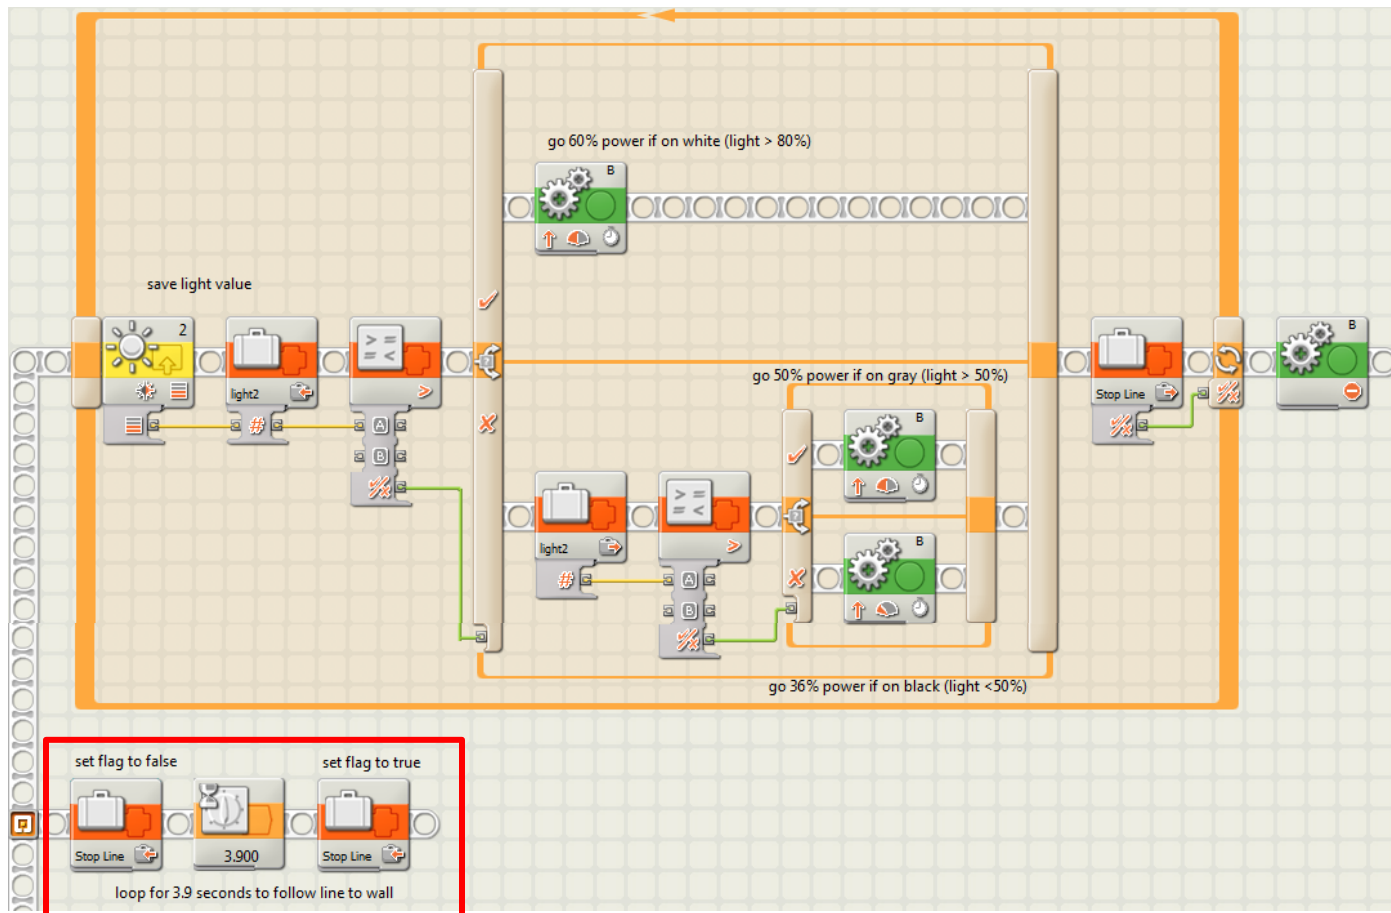 go 60% power if on white (light > 80%)
B
save light value
2
light2
> =
= <
>
A
B
#
go 50% power if on gray (light > 50%)
B
Stop Line
B
light2
> =
= <
>
#
A
B
B
go 36% power if on black (light <50%)
set flag to false
set flag to true
Stop Line
3.900
Stop Line
loop for 3.9 seconds to follow line to wall